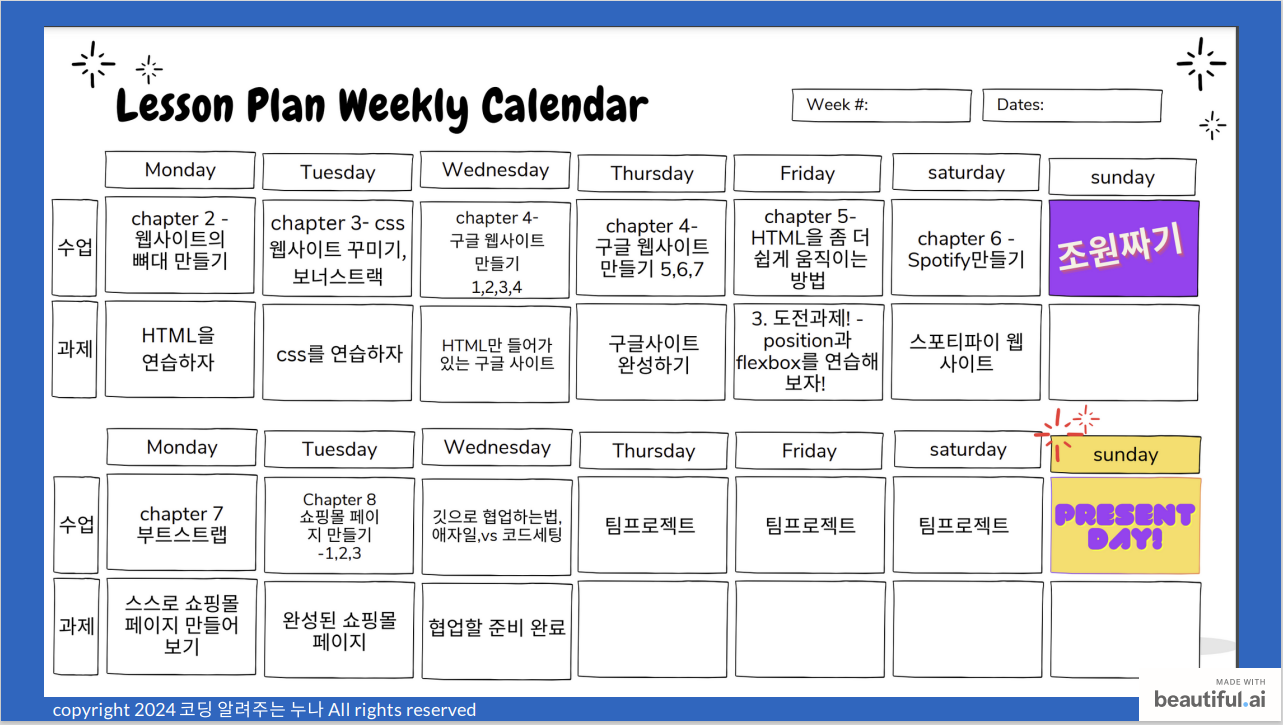 Lesson Plan Weekly Calendar
Week #:
Dates:
Monday
Tuesday
Wednesday
Thursday
Friday
saturday
sunday
수업
chapter 2 -
웹사이트의
뼈대 만들기
chapter 3- css
웹사이트 꾸미기,
보너스트랙
chapter 4-
구글 웹사이트
만들기
1,2,3,4
chapter 4-
구글 웹사이트
만들기 5,6,7
chapter 5-
HTML을 좀 더
쉽게 움직이는
방법
chapter 6 -
Spotify만들기
조원짜기
과제
HTML을
연습하자
css를 연습하자
HTML만 들어가
있는 구글 사이트
구글사이트
완성하기
3. 도전과제! -
position과
flexbox를 연습해
보자!
스포티파이 웹
사이트
Monday
Tuesday
Wednesday
Thursday
Friday
saturday
sunday
수업
chapter 7
부트스트랩
Chapter 8
쇼핑몰 페이
지 만들기
-1,2,3
깃으로 협업하는법,
애자일,vs 코드세팅
팀프로젝트
팀프로젝트
팀프로젝트
PRESENT
DAY!
과제
스스로 쇼핑몰
페이지 만들어
보기
완성된 쇼핑몰
페이지
협업할 준비 완료
MADE WITH
beautiful.ai
copyright 2024 코딩 알려주는 누나 All rights reserved